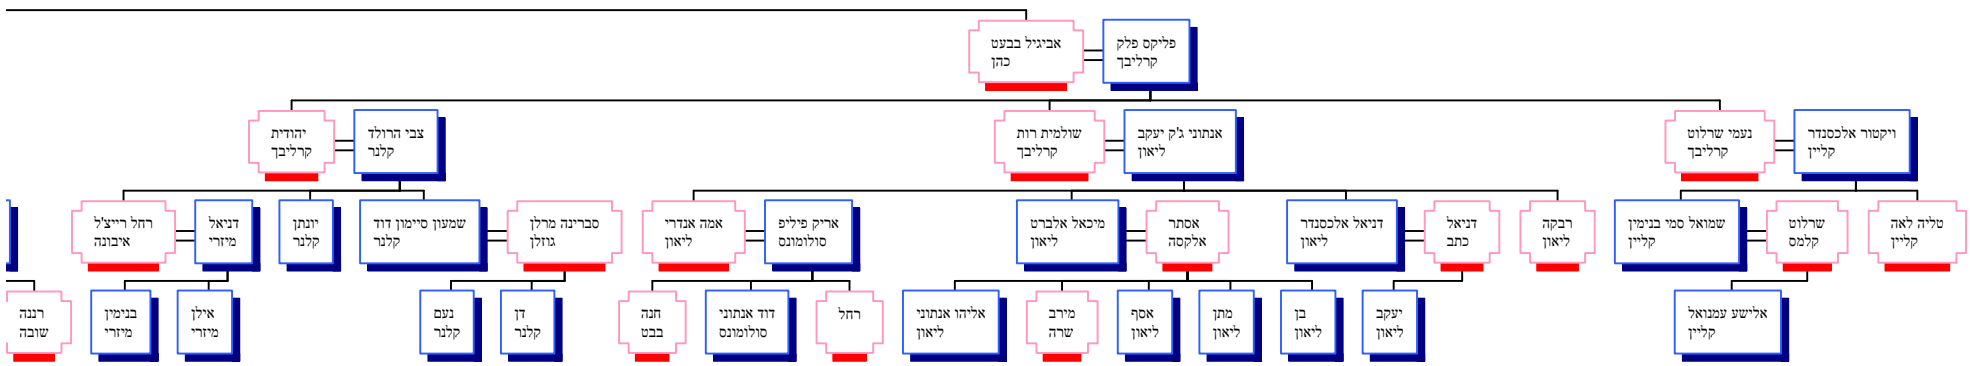 פליקס פלק
קרליבך
אביגיל בבעט
כהן
ויקטור אלכסנדר
קליין
נעמי שרלוט
קרליבך
אנתוני ג'ק יעקב
ליאון
שולמית רות
קרליבך
צבי הרולד
קלנר
יהודית
קרליבך
טליה לאה
קליין
שרלוט
קלמס
שמואל סמי בנימין
קליין
רבקה
ליאון
דניאל
כתב
דניאל אלכסנדר
ליאון
אסתר
אלקסה
מיכאל אלברט
ליאון
אריק פיליפ
סולומונס
אמה אנדרי
ליאון
סברינה מרלן
גוזלן
שמעון סיימון דוד
קלנר
יונתן
קלנר
דניאל
מיזרי
רחל רייצ'ל
איבונה
אלישע עמנואל
קליין
יעקב
ליאון
בן
ליאון
מתן
ליאון
אסף
ליאון
מירב
שרה
אליהו אנתוני
ליאון
רחל
דוד אנתוני
סולומונס
חנה
בבט
דן
קלנר
נעם
קלנר
אילן
מיזרי
בנימין
מיזרי
רננה
שובה